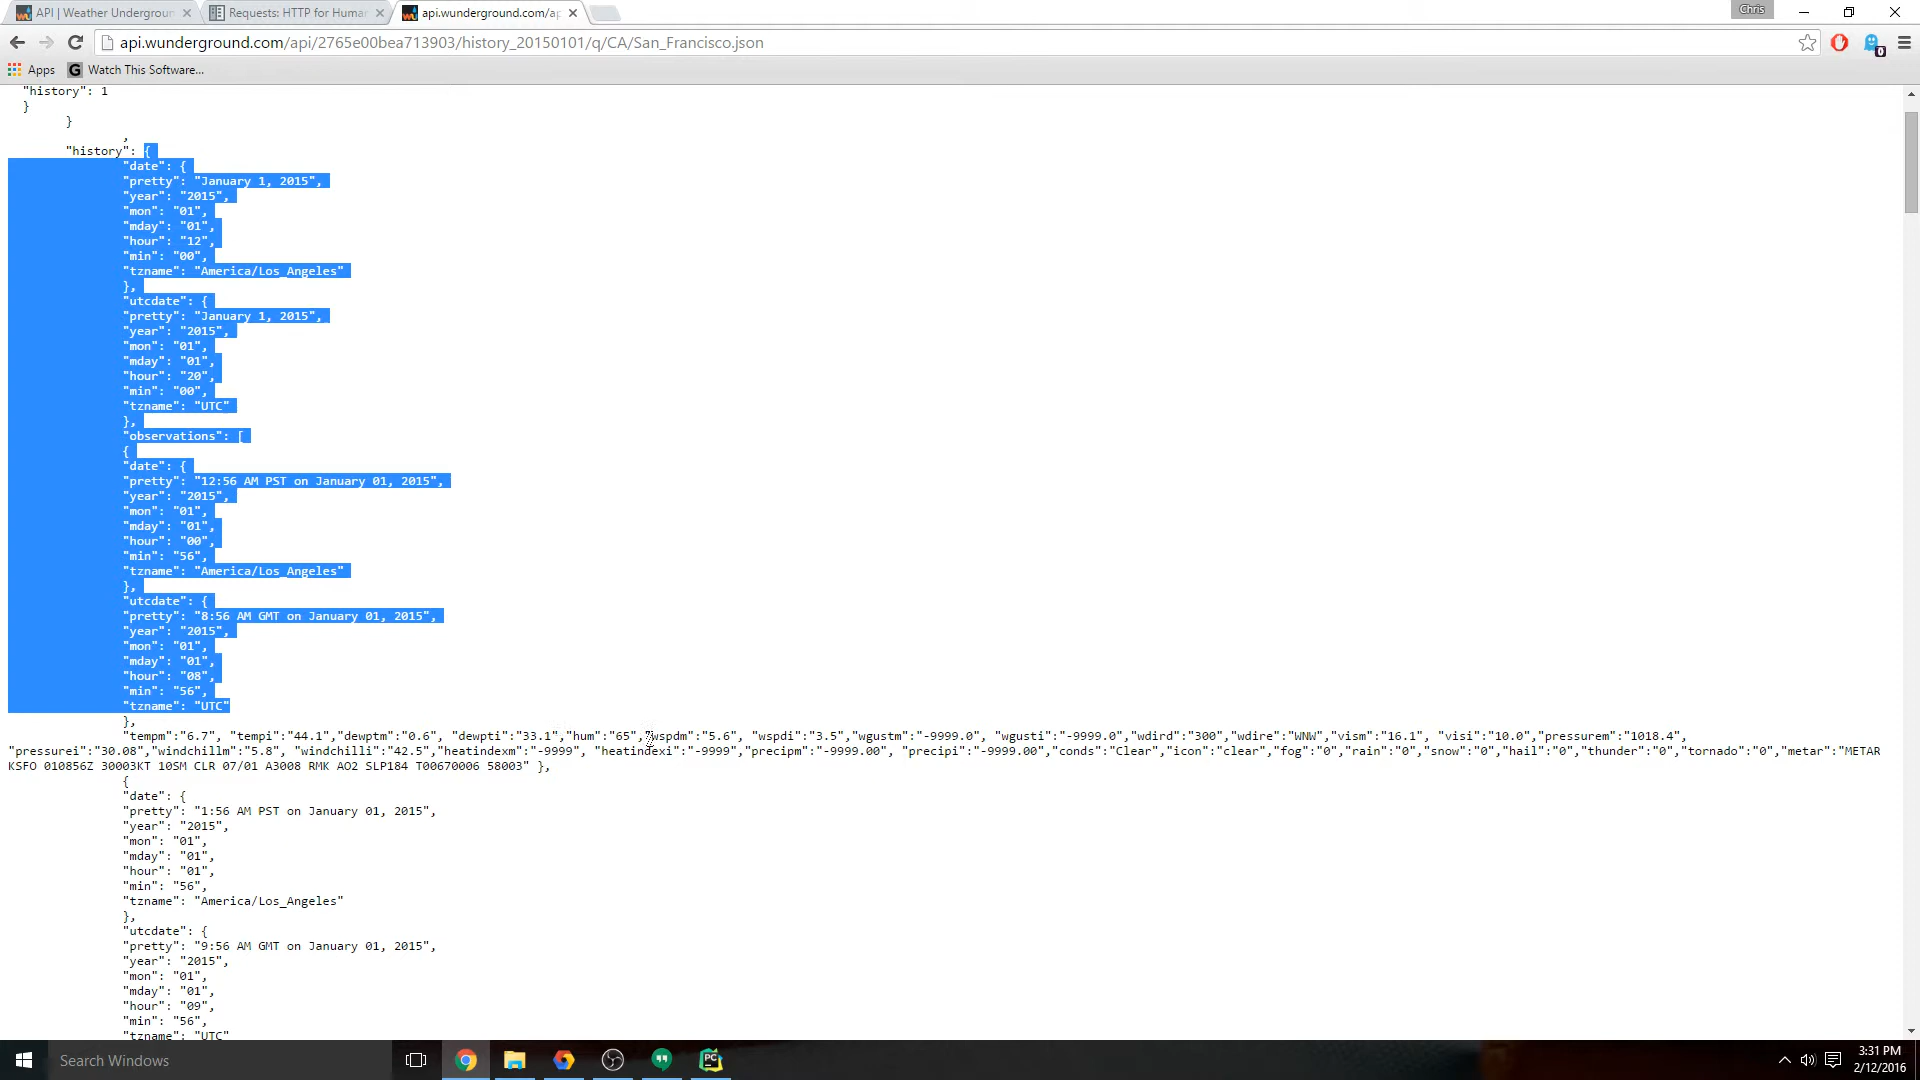 API | Weather Undergroun
Requests: HTTP for Human
api.wunderground.com/ap
Chris
api.wunderground.com/api/2765e00bea713903/history_20150101/q/CA/San_Francisco.json
0
Apps
G Watch This Software...
"history": 1
}
}
,
"history": {
"date": {
"pretty": "January 1, 2015",
"year": "2015",
"mon": "01",
"mday": "01",
"hour": "12",
"min": "00",
"tzname": "America/Los_Angeles"
},
"utcdate": {
"pretty": "January 1, 2015",
"year": "2015",
"mon": "01",
"mday": "01",
"hour": "20",
"min": "00",
"tzname": "UTC"
},
"observations": [
{
"date": {
"pretty": "12:56 AM PST on January 01, 2015",
"year": "2015",
"mon": "01",
"mday": "01",
"hour": "00",
"min": "56",
"tzname": "America/Los_Angeles"
},
"utcdate": {
"pretty": "8:56 AM GMT on January 01, 2015",
"year": "2015",
"mon": "01",
"mday": "01",
"hour": "08",
"min": "56",
"tzname": "UTC"
},
"tempm":"6.7", "tempi":"44.1","dewptm":"0.6", "dewpti":"33.1","hum":"65","wspdm":"5.6", "wspdi":"3.5","wgustm":"-9999.0", "wgusti":"-9999.0","wdird":"300","wdire":"WNW","vism":"16.1", "visi":"10.0","pressurem":"1018.4",
"pressurei":"30.08","windchillm":"5.8", "windchilli":"42.5","heatindexm":"-9999", "heatindexi":"-9999","precipm":"-9999.00", "precipi":"-9999.00","conds":"Clear","icon":"clear","fog":"0","rain":"0","snow":"0","hail":"0","thunder":"0","tornado":"0","metar":"METAR
KSFO 010856Z 30003KT 10SM CLR 07/01 A3008 RMK AO2 SLP184 T00670006 58003" },
{
"date": {
"pretty": "1:56 AM PST on January 01, 2015",
"year": "2015",
"mon": "01",
"mday": "01",
"hour": "01",
"min": "56",
"tzname": "America/Los_Angeles"
},
"utcdate": {
"pretty": "9:56 AM GMT on January 01, 2015",
"year": "2015",
"mon": "01",
"mday": "01",
"hour": "09",
"min": "56",
"tzname": "UTC"
Search Windows
PC
3:31 PM
2/12/2016